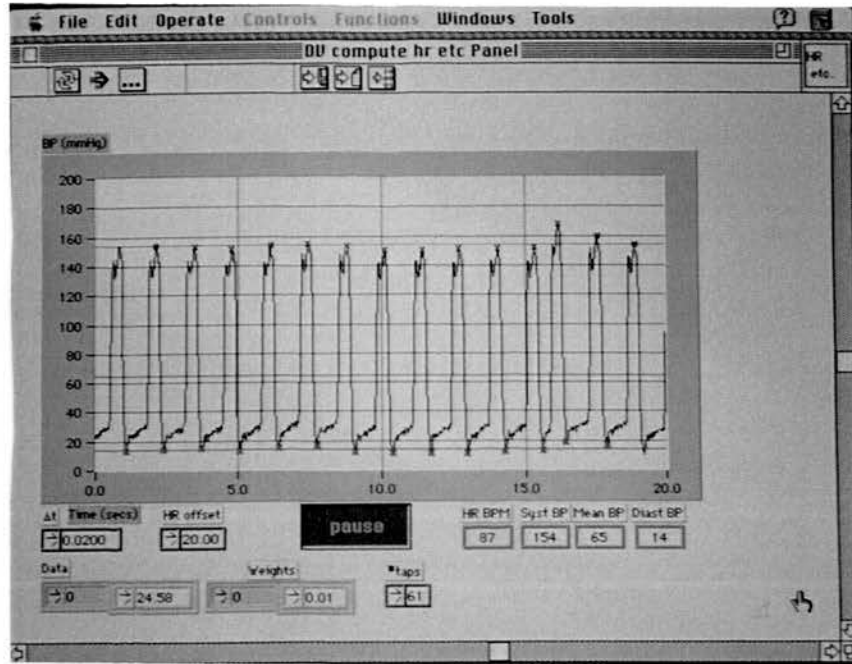 File Edit Operate Controls Functions Windows Tools
DV compute hr etc Panel
HR
etc.
...
BP (mmHg)
200
180
160
140
120
100
80
60
40
20
0
0.0 5.0 10.0 15.0 20.0
Δt Time (secs) HR offset
0.0200 20.00
pause
HR BPM Syst BP Mean BP Diast BP
87 154 65 14
Data Weights #taps
0 24.58 0 0.01 61